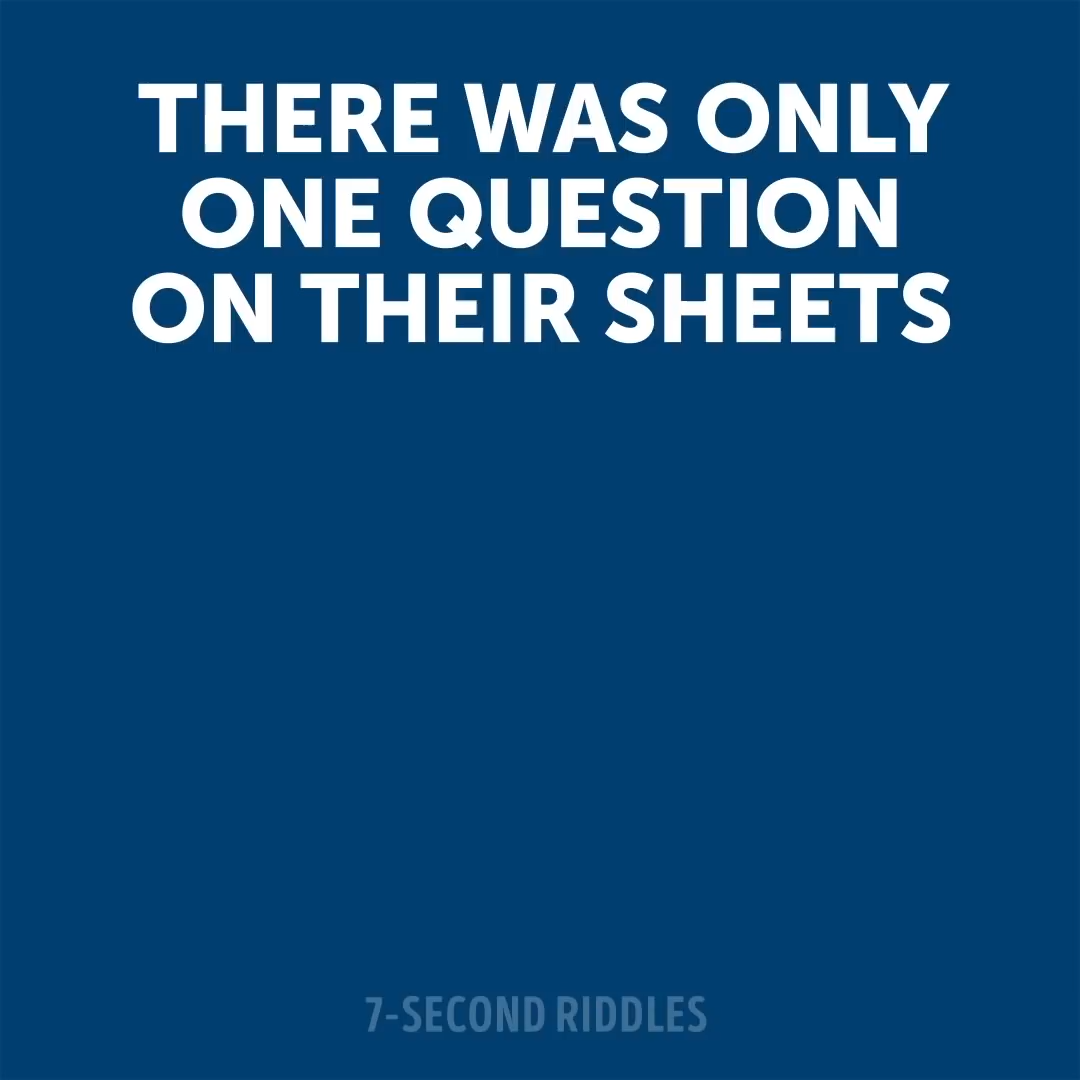 THERE WAS ONLY
ONE QUESTION
ON THEIR SHEETS
7-SECOND RIDDLES